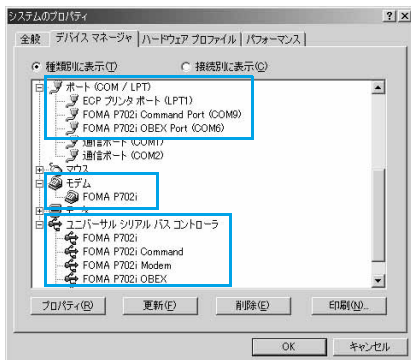 システムのプロパティ
全般 デバイス マネージャ ハードウェア プロファイル パフォーマンス
種類別に表示(T) 接続別に表示(C)
ポート (COM / LPT)
ECP プリンタ ポート (LPT1)
FOMA P702i Command Port (COM9)
FOMA P702i OBEX Port (COM6)
通信ポート (COM1)
通信ポート (COM2)
マウス
モデム
FOMA P702i
ユニバーサル シリアル バス コントローラ
FOMA P702i
FOMA P702i Command
FOMA P702i Modem
FOMA P702i OBEX
プロパティ(R) 更新(F) 削除(E) 印刷(N)...
OK キャンセル